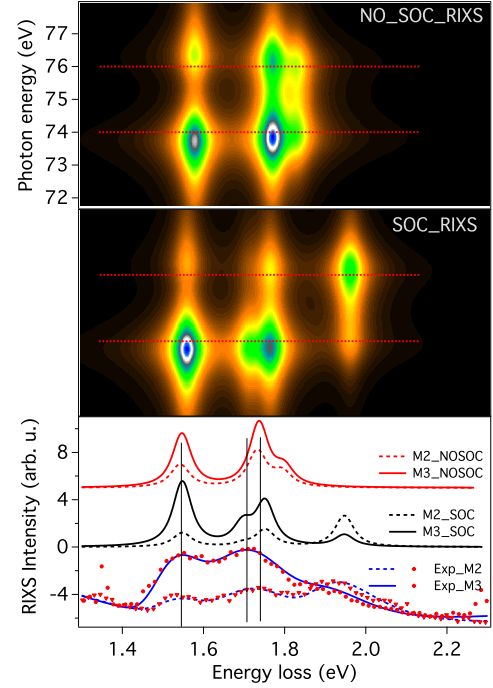 NO_SOC_RIXS
Photon energy (eV)
77
76
75
74
73
72
SOC_RIXS
RIXS Intensity (arb. u.)
8
4
0
-4
M2_NOSOC
M3_NOSOC
M2_SOC
M3_SOC
Exp_M2
Exp_M3
1.4 1.6 1.8 2.0 2.2
Energy loss (eV)